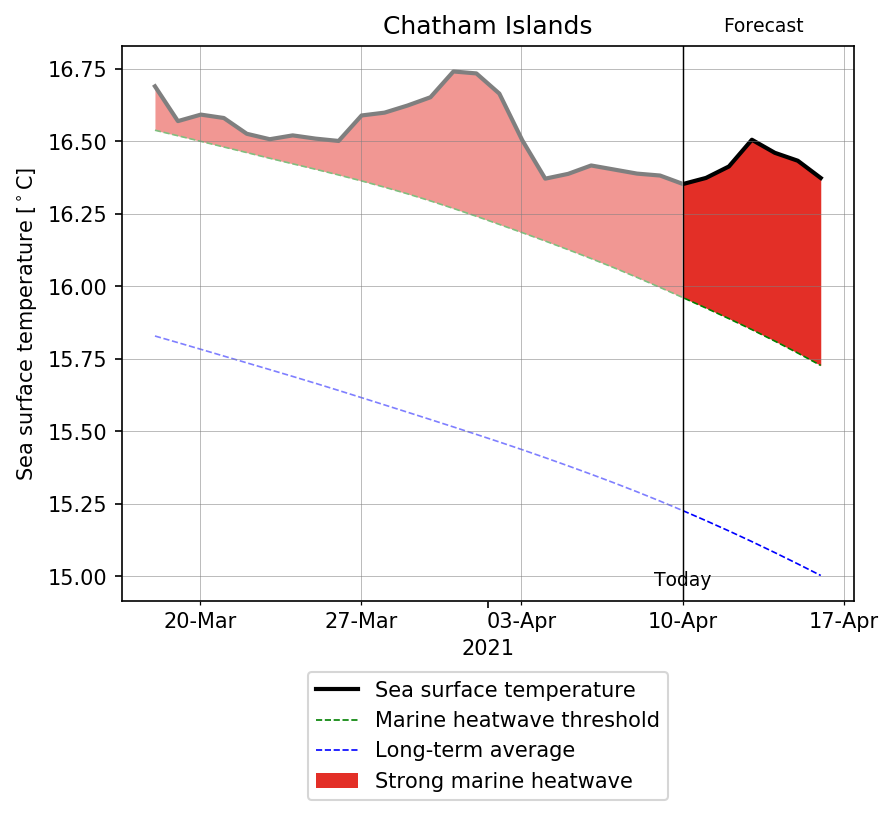 Chatham Islands
Forecast
16.75
16.50
16.25
16.00
15.75
15.50
15.25
15.00
Sea surface temperature [°C]
Today
20-Mar
27-Mar
03-Apr
10-Apr
17-Apr
2021
Sea surface temperature
Marine heatwave threshold
Long-term average
Strong marine heatwave